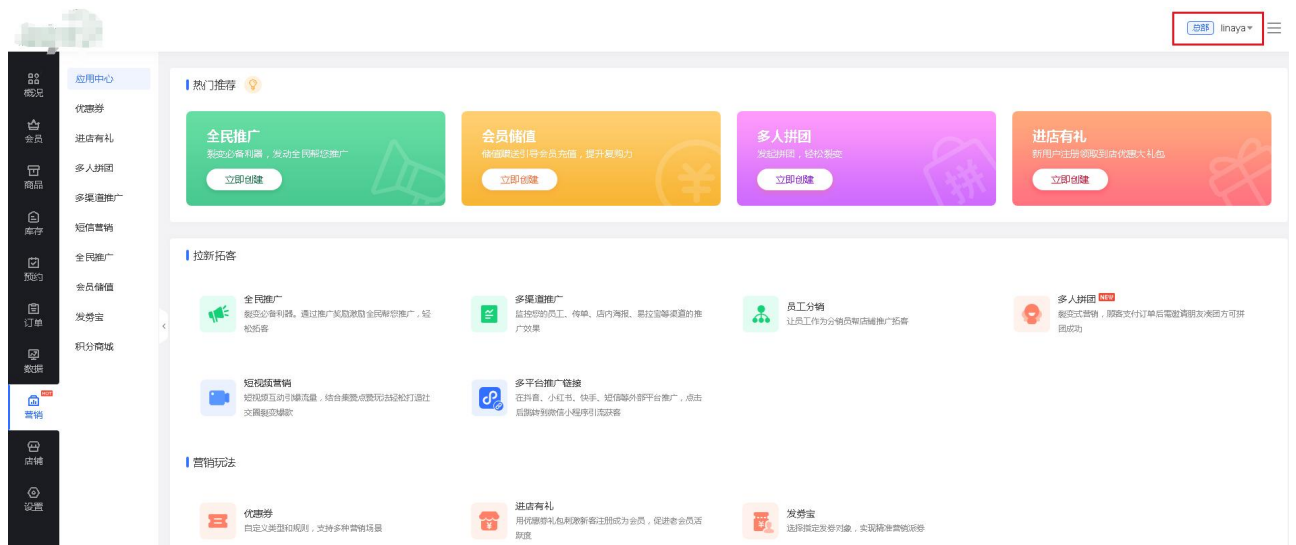 总部 linaya
概况
会员
商品
库存
预约
订单
数据
HOT
营销
店铺
设置
应用中心
优惠券
进店有礼
多人拼团
多渠道推广
短信营销
全民推广
会员储值
发券宝
积分商城
热门推荐
全民推广
裂变必备利器，发动全民帮您推广
立即创建
会员储值
储值赠送引导会员充值，提升复购力
立即创建
多人拼团
发起拼团，轻松裂变
立即创建
拼
进店有礼
新用户注册领取到店优惠大礼包
立即创建
拉新拓客
全民推广
裂变必备利器。通过推广奖励激励全民帮您推广，轻
松拓客
多渠道推广
监控您的员工、传单、店内海报、易拉宝等渠道的推
广效果
员工分销
让员工作为分销员帮店铺推广拓客
多人拼团 NEW
裂变式营销，顾客支付订单后需邀请朋友凑团方可拼
团成功
短视频营销
短视频互动引爆流量，结合集赞点赞玩法轻松打造社
交圈裂变爆款
多平台推广链接
在抖音、小红书、快手、短信等外部平台推广，点击
后跳转到微信小程序引流获客
营销玩法
优惠券
自定义类型和规则，支持多种营销场景
进店有礼
用优惠券礼包刺激新客注册成为会员，促进老会员活
跃度
发券宝
选择指定发券对象，实现精准营销派券